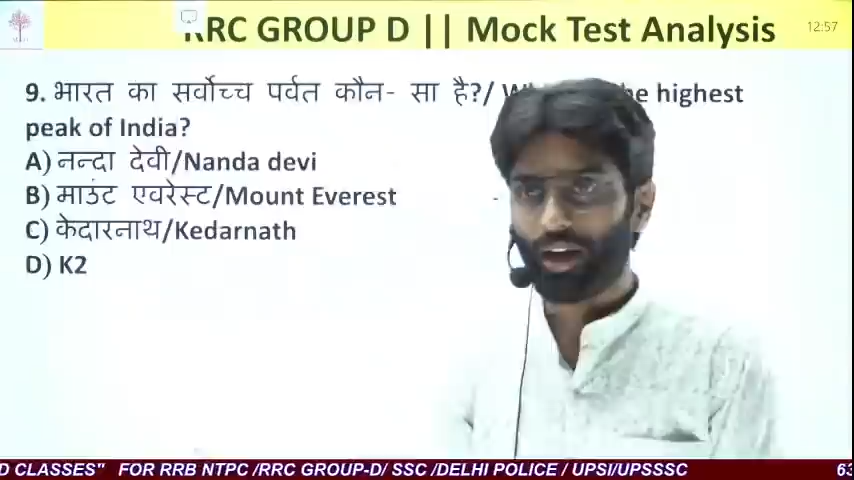 RRC GROUP D || Mock Test Analysis
12:57
9. भारत का सर्वोच्च पर्वत कौन- सा है?/ highest
peak of India?
A) नन्दा देवी/Nanda devi
B) माउंट एवरेस्ट/Mount Everest
C) केदारनाथ/Kedarnath
D) K2
D CLASSES" FOR RRB NTPC /RRC GROUP-D/ SSC /DELHI POLICE / UPSI/UPSSSC 63